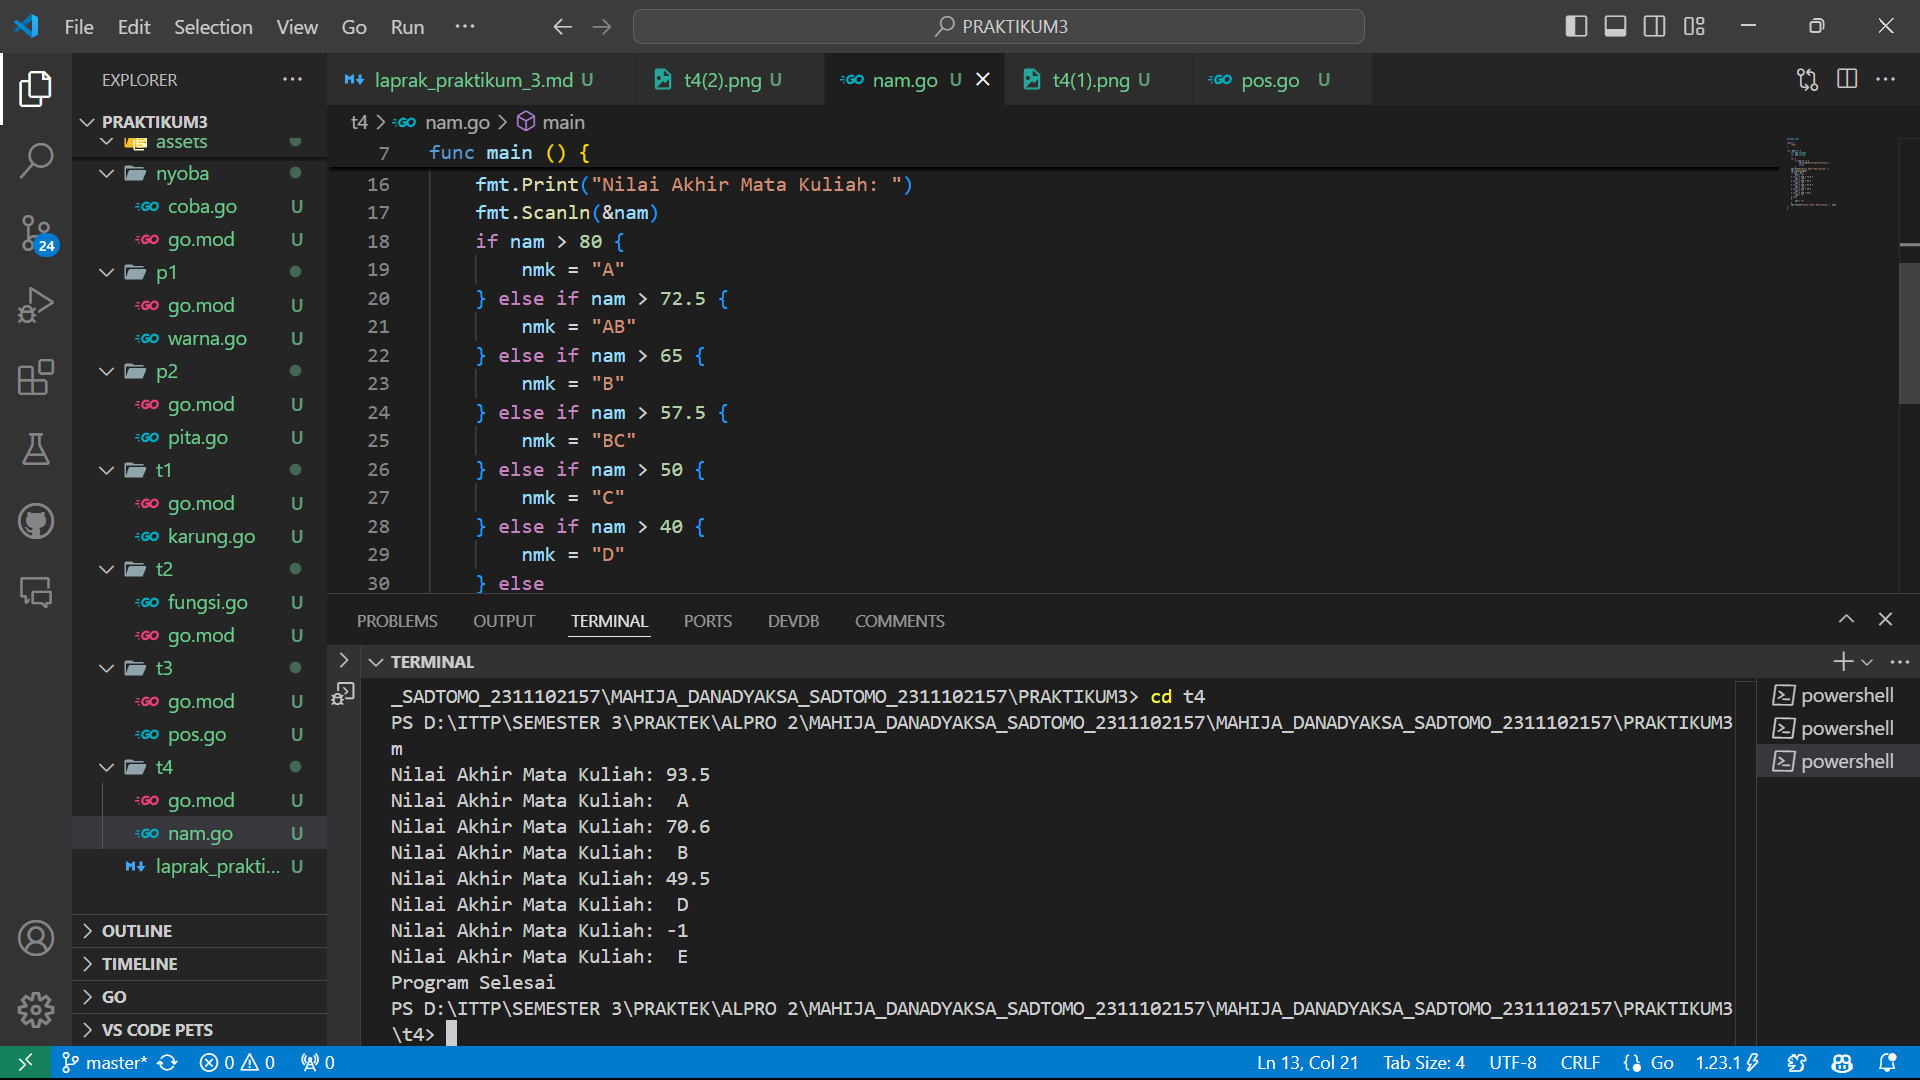 File Edit Selection View Go Run ··· PRAKTIKUM3
EXPLORER
laprak_praktikum_3.md U t4(2).png U nam.go U t4(1).png U pos.go U
PRAKTIKUM3
assets
nyoba
coba.go U
go.mod U
p1
go.mod U
warna.go U
p2
go.mod U
pita.go U
t1
go.mod U
karung.go U
t2
fungsi.go U
go.mod U
t3
go.mod U
pos.go U
t4
go.mod U
nam.go U
laprak_prakti... U
OUTLINE
TIMELINE
GO
VS CODE PETS
24
t4 > nam.go > main
7 func main () {
16 fmt.Print("Nilai Akhir Mata Kuliah: ")
17 fmt.Scanln(&nam)
18 if nam > 80 {
19 nmk = "A"
20 } else if nam > 72.5 {
21 nmk = "AB"
22 } else if nam > 65 {
23 nmk = "B"
24 } else if nam > 57.5 {
25 nmk = "BC"
26 } else if nam > 50 {
27 nmk = "C"
28 } else if nam > 40 {
29 nmk = "D"
30 } else
PROBLEMS OUTPUT TERMINAL PORTS DEVDB COMMENTS
TERMINAL
_SADTOMO_2311102157\MAHIJA_DANADYAKSA_SADTOMO_2311102157\PRAKTIKUM3> cd t4
PS D:\ITTP\SEMESTER 3\PRAKTEK\ALPRO 2\MAHIJA_DANADYAKSA_SADTOMO_2311102157\MAHIJA_DANADYAKSA_SADTOMO_2311102157\PRAKTIKUM3
m
Nilai Akhir Mata Kuliah: 93.5
Nilai Akhir Mata Kuliah:  A
Nilai Akhir Mata Kuliah: 70.6
Nilai Akhir Mata Kuliah:  B
Nilai Akhir Mata Kuliah: 49.5
Nilai Akhir Mata Kuliah:  D
Nilai Akhir Mata Kuliah: -1
Nilai Akhir Mata Kuliah:  E
Program Selesai
PS D:\ITTP\SEMESTER 3\PRAKTEK\ALPRO 2\MAHIJA_DANADYAKSA_SADTOMO_2311102157\MAHIJA_DANADYAKSA_SADTOMO_2311102157\PRAKTIKUM3
\t4>
powershell
powershell
powershell
master* 0 0 0 Ln 13, Col 21 Tab Size: 4 UTF-8 CRLF {} Go 1.23.1